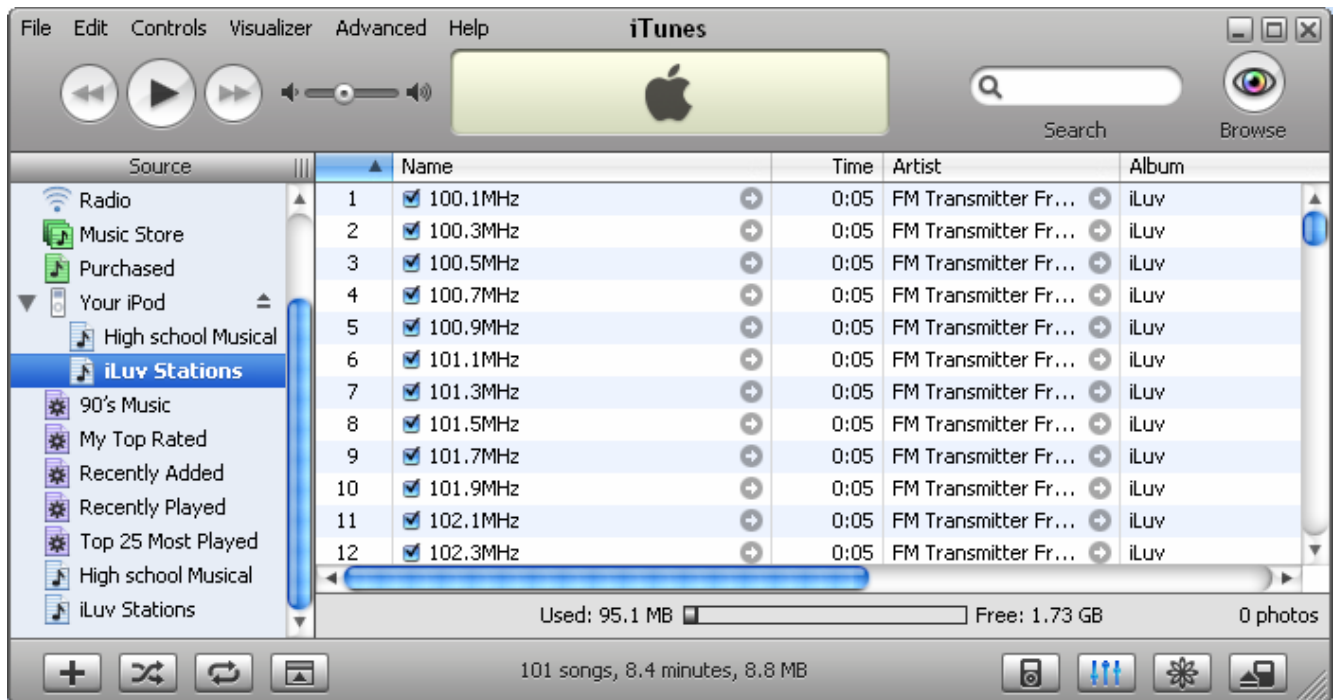 File Edit Controls Visualizer Advanced Help iTunes
Search
Browse
Source
Radio
Music Store
Purchased
Your iPod
High school Musical
iLuv Stations
90's Music
My Top Rated
Recently Added
Recently Played
Top 25 Most Played
High school Musical
iLuv Stations
Name Time Artist Album
1 100.1MHz 0:05 FM Transmitter Fr... iLuv
2 100.3MHz 0:05 FM Transmitter Fr... iLuv
3 100.5MHz 0:05 FM Transmitter Fr... iLuv
4 100.7MHz 0:05 FM Transmitter Fr... iLuv
5 100.9MHz 0:05 FM Transmitter Fr... iLuv
6 101.1MHz 0:05 FM Transmitter Fr... iLuv
7 101.3MHz 0:05 FM Transmitter Fr... iLuv
8 101.5MHz 0:05 FM Transmitter Fr... iLuv
9 101.7MHz 0:05 FM Transmitter Fr... iLuv
10 101.9MHz 0:05 FM Transmitter Fr... iLuv
11 102.1MHz 0:05 FM Transmitter Fr... iLuv
12 102.3MHz 0:05 FM Transmitter Fr... iLuv
Used: 95.1 MB Free: 1.73 GB 0 photos
101 songs, 8.4 minutes, 8.8 MB